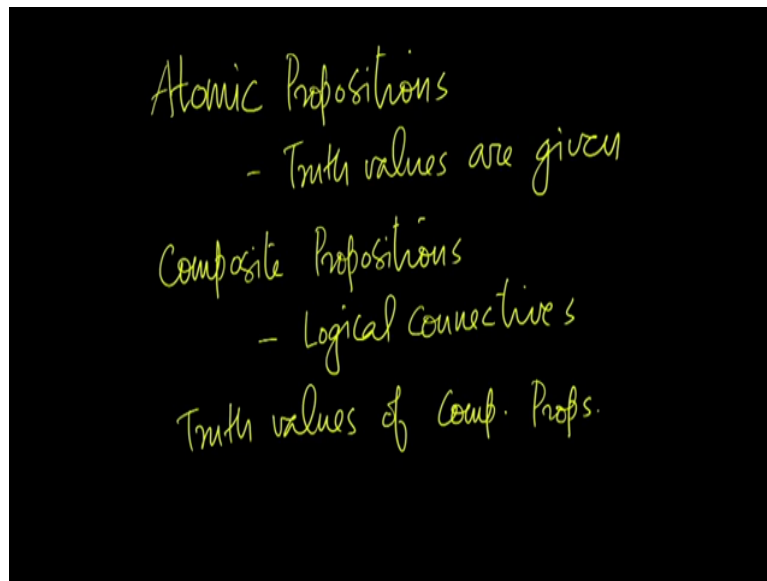 Atomic Propositions
- Truth values are given
Composite Propositions
- Logical connectives
Truth values of Comp. Props.